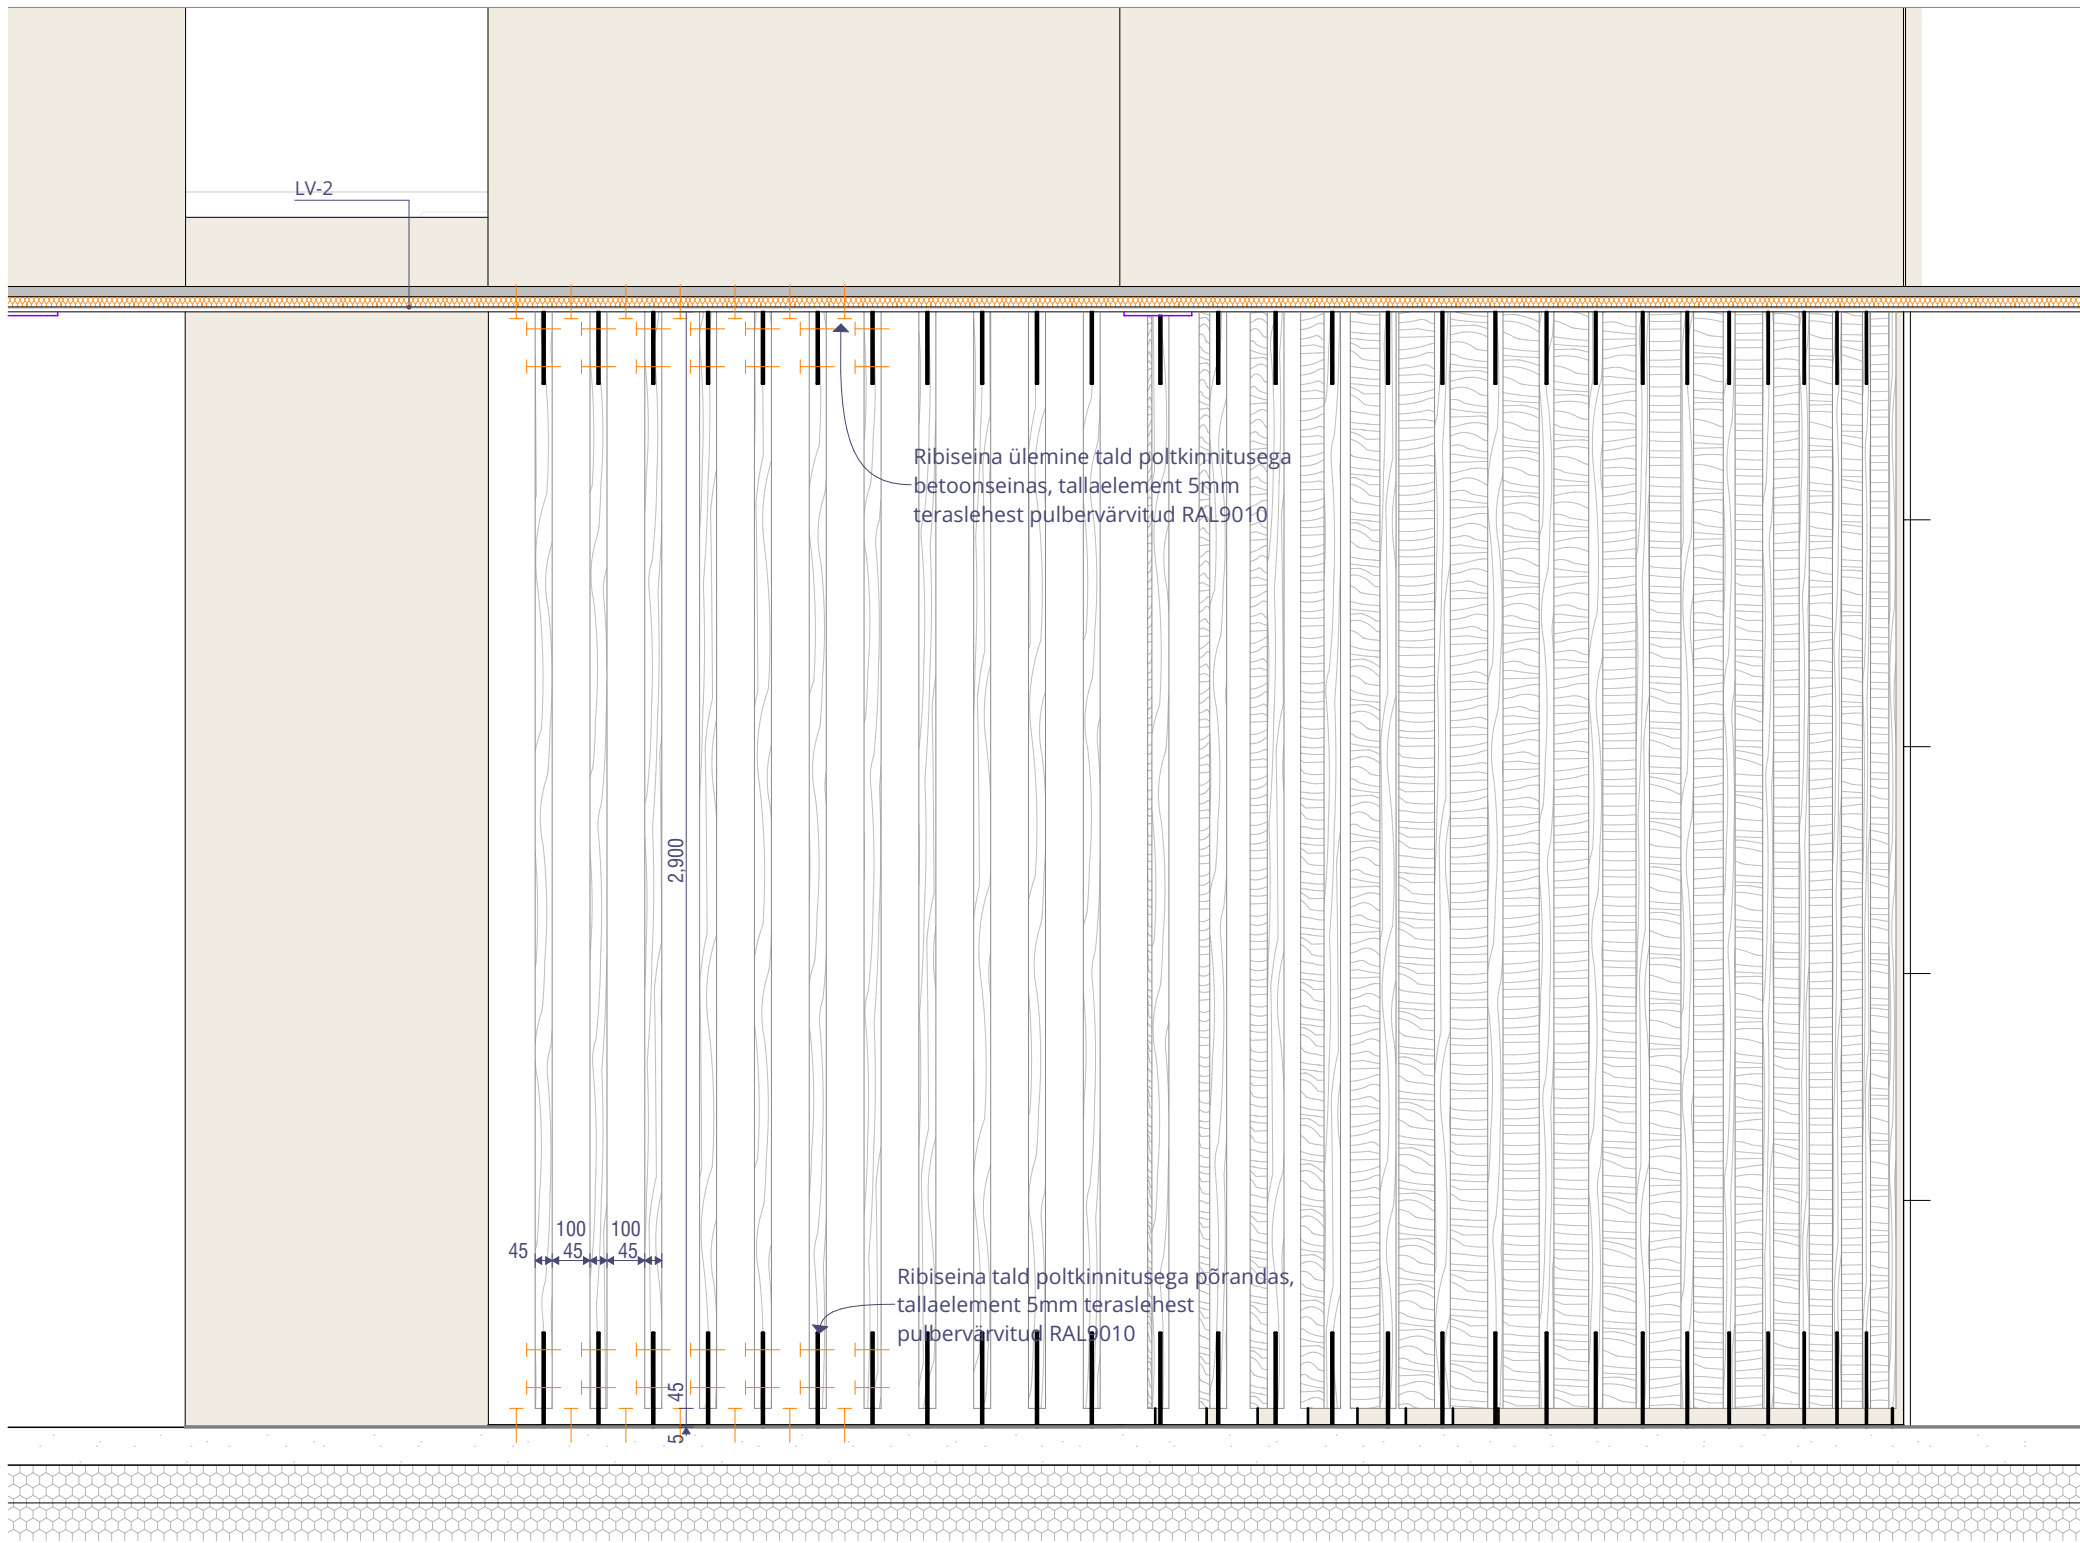 LV-2
Ribiseina ülemine tald poltkinnitusega
betoonseinas, tallaelement 5mm
teraslehest pulbervärvitud RAL9010
2,900
100
100
45
45
45
Ribiseina tald poltkinnitusega põrandas,
tallaelement 5mm teraslehest
pulbervärvitud RAL9010
45
5